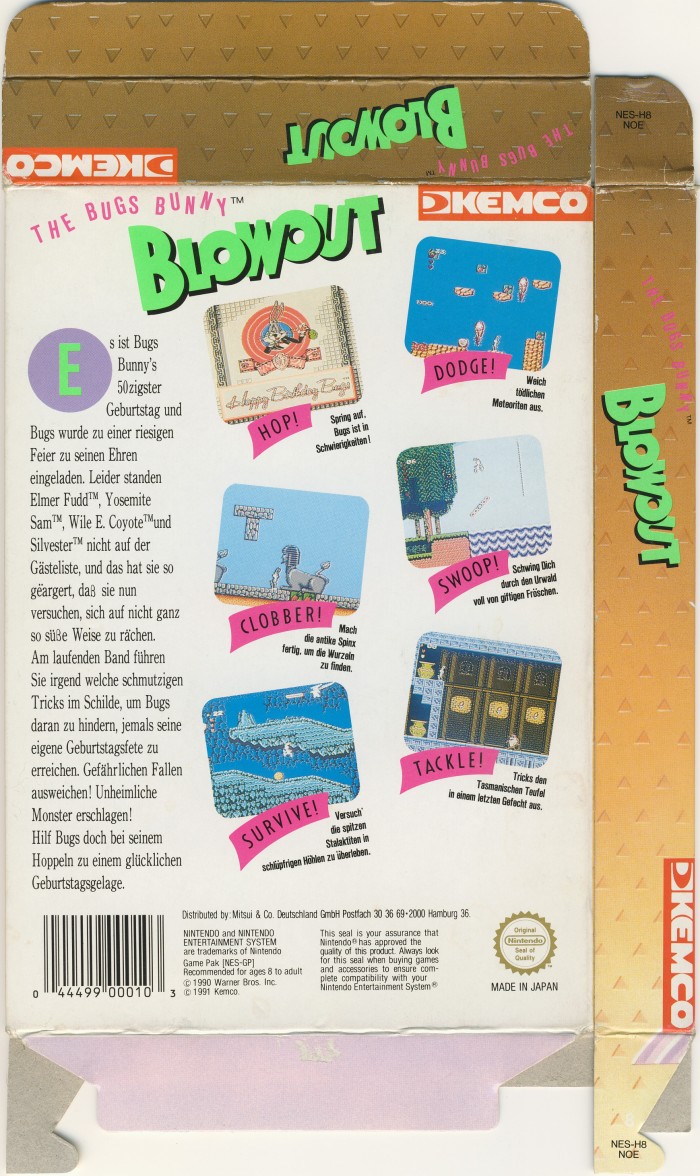 BLOWOUT
THE BUGS BUNNY™
KEMCO
NES-H8
NOE
THE BUGS BUNNY™
BLOWOUT
KEMCO
Es ist Bugs
Bunny's
50zigster
Geburtstag und
Bugs wurde zu einer riesigen
Feier zu seinen Ehren
eingeladen. Leider standen
Elmer Fudd™, Yosemite
Sam™, Wile E. Coyote™und
Silvester™ nicht auf der
Gästeliste, und das hat sie so
geärgert, daß sie nun
versuchen, sich auf nicht ganz
so süße Weise zu rächen.
Am laufenden Band führen
Sie irgend welche schmutzigen
Tricks im Schilde, um Bugs
daran zu hindern, jemals seine
eigene Geburtstagsfete zu
erreichen. Gefährlichen Fallen
ausweichen! Unheimliche
Monster erschlagen!
Hilf Bugs doch bei seinem
Hoppeln zu einem glücklichen
Geburtstagsgelage.
Happy Birthday Bugs
HOP!
Spring auf.
Bugs ist in
Schwierigkeiten!
DODGE!
Weich
tödlichen
Meteoriten aus.
CLOBBER!
Mach
die antike Spinx
fertig, um die Wurzeln
zu finden.
SWOOP!
Schwing Dich
durch den Urwald
voll von giftigen Fröschen.
SURVIVE!
Versuch'
die spitzen
Stalaktiten in
schlüpfrigen Höhlen zu überleben.
TACKLE!
Tricks den
Tasmanischen Teufel
in einem letzten Gefecht aus.
Distributed by: Mitsui & Co. Deutschland GmbH Postfach 30 36 69·2000 Hamburg 36.
NINTENDO and NINTENDO
ENTERTAINMENT SYSTEM
are trademarks of Nintendo
Game Pak [NES-GP]
Recommended for ages 8 to adult
© 1990 Warner Bros. Inc.
© 1991 Kemco.
This seal is your assurance that
Nintendo® has approved the
quality of this product. Always look
for this seal when buying games
and accessories to ensure com-
plete compatibility with your
Nintendo Entertainment System®
Original
Nintendo
Seal of
Quality
MADE IN JAPAN
0 44499 00010 3
THE BUGS BUNNY™
BLOWOUT
KEMCO
NES-H8
NOE